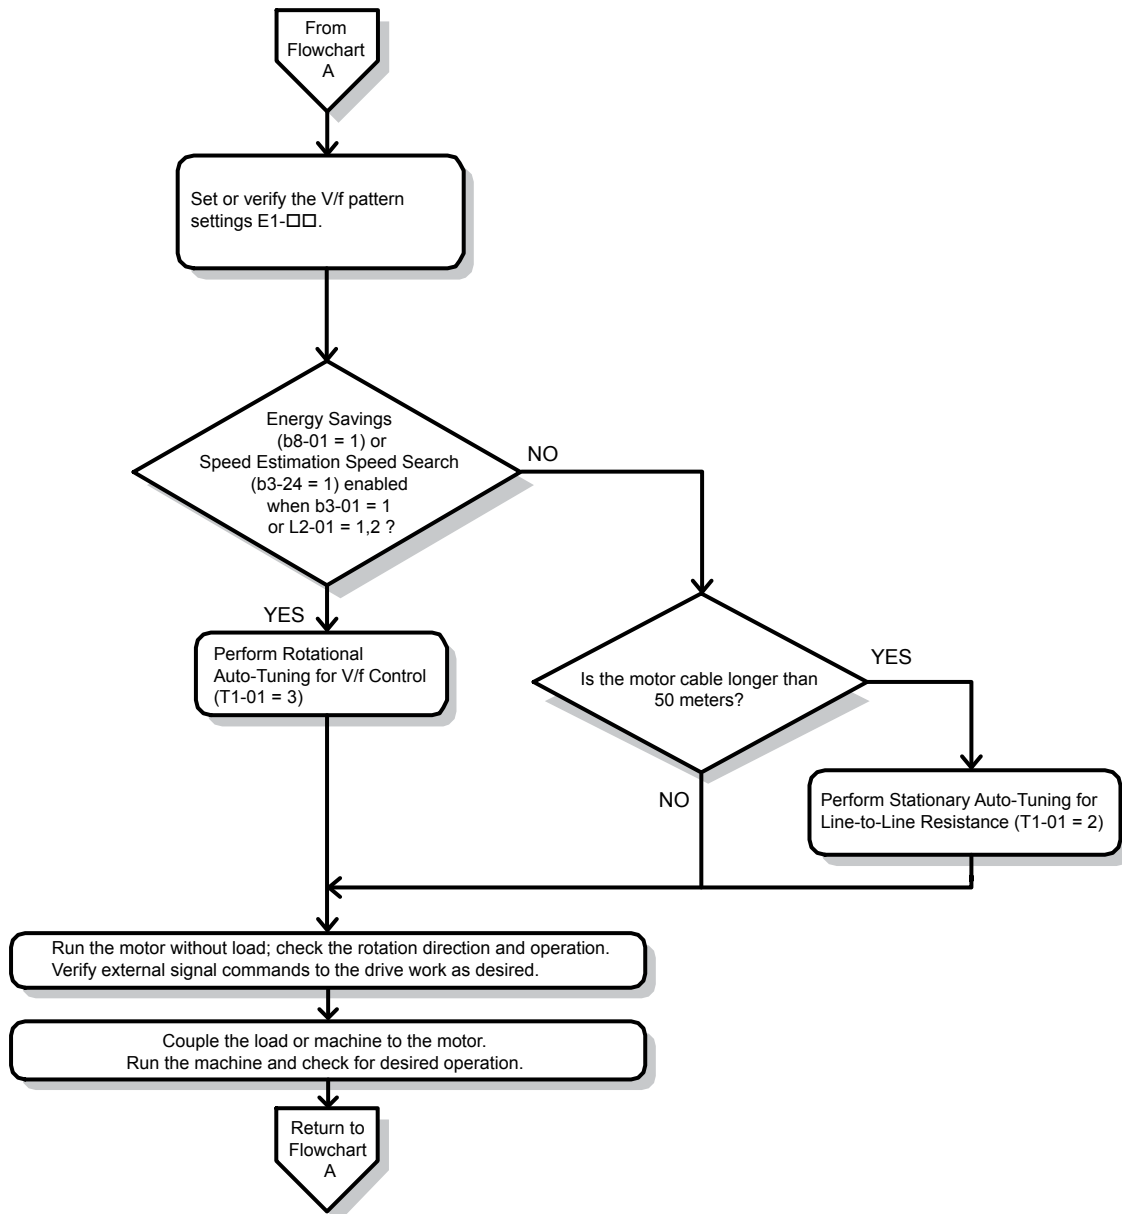 From
Flowchart
A
Set or verify the V/f pattern
settings E1-□□.
Energy Savings
(b8-01 = 1) or
Speed Estimation Speed Search
(b3-24 = 1) enabled
when b3-01 = 1
or L2-01 = 1,2 ?
NO
YES
Perform Rotational
Auto-Tuning for V/f Control
(T1-01 = 3)
Is the motor cable longer than
50 meters?
YES
NO
Perform Stationary Auto-Tuning for
Line-to-Line Resistance (T1-01 = 2)
Run the motor without load; check the rotation direction and operation.
Verify external signal commands to the drive work as desired.
Couple the load or machine to the motor.
Run the machine and check for desired operation.
Return to
Flowchart
A